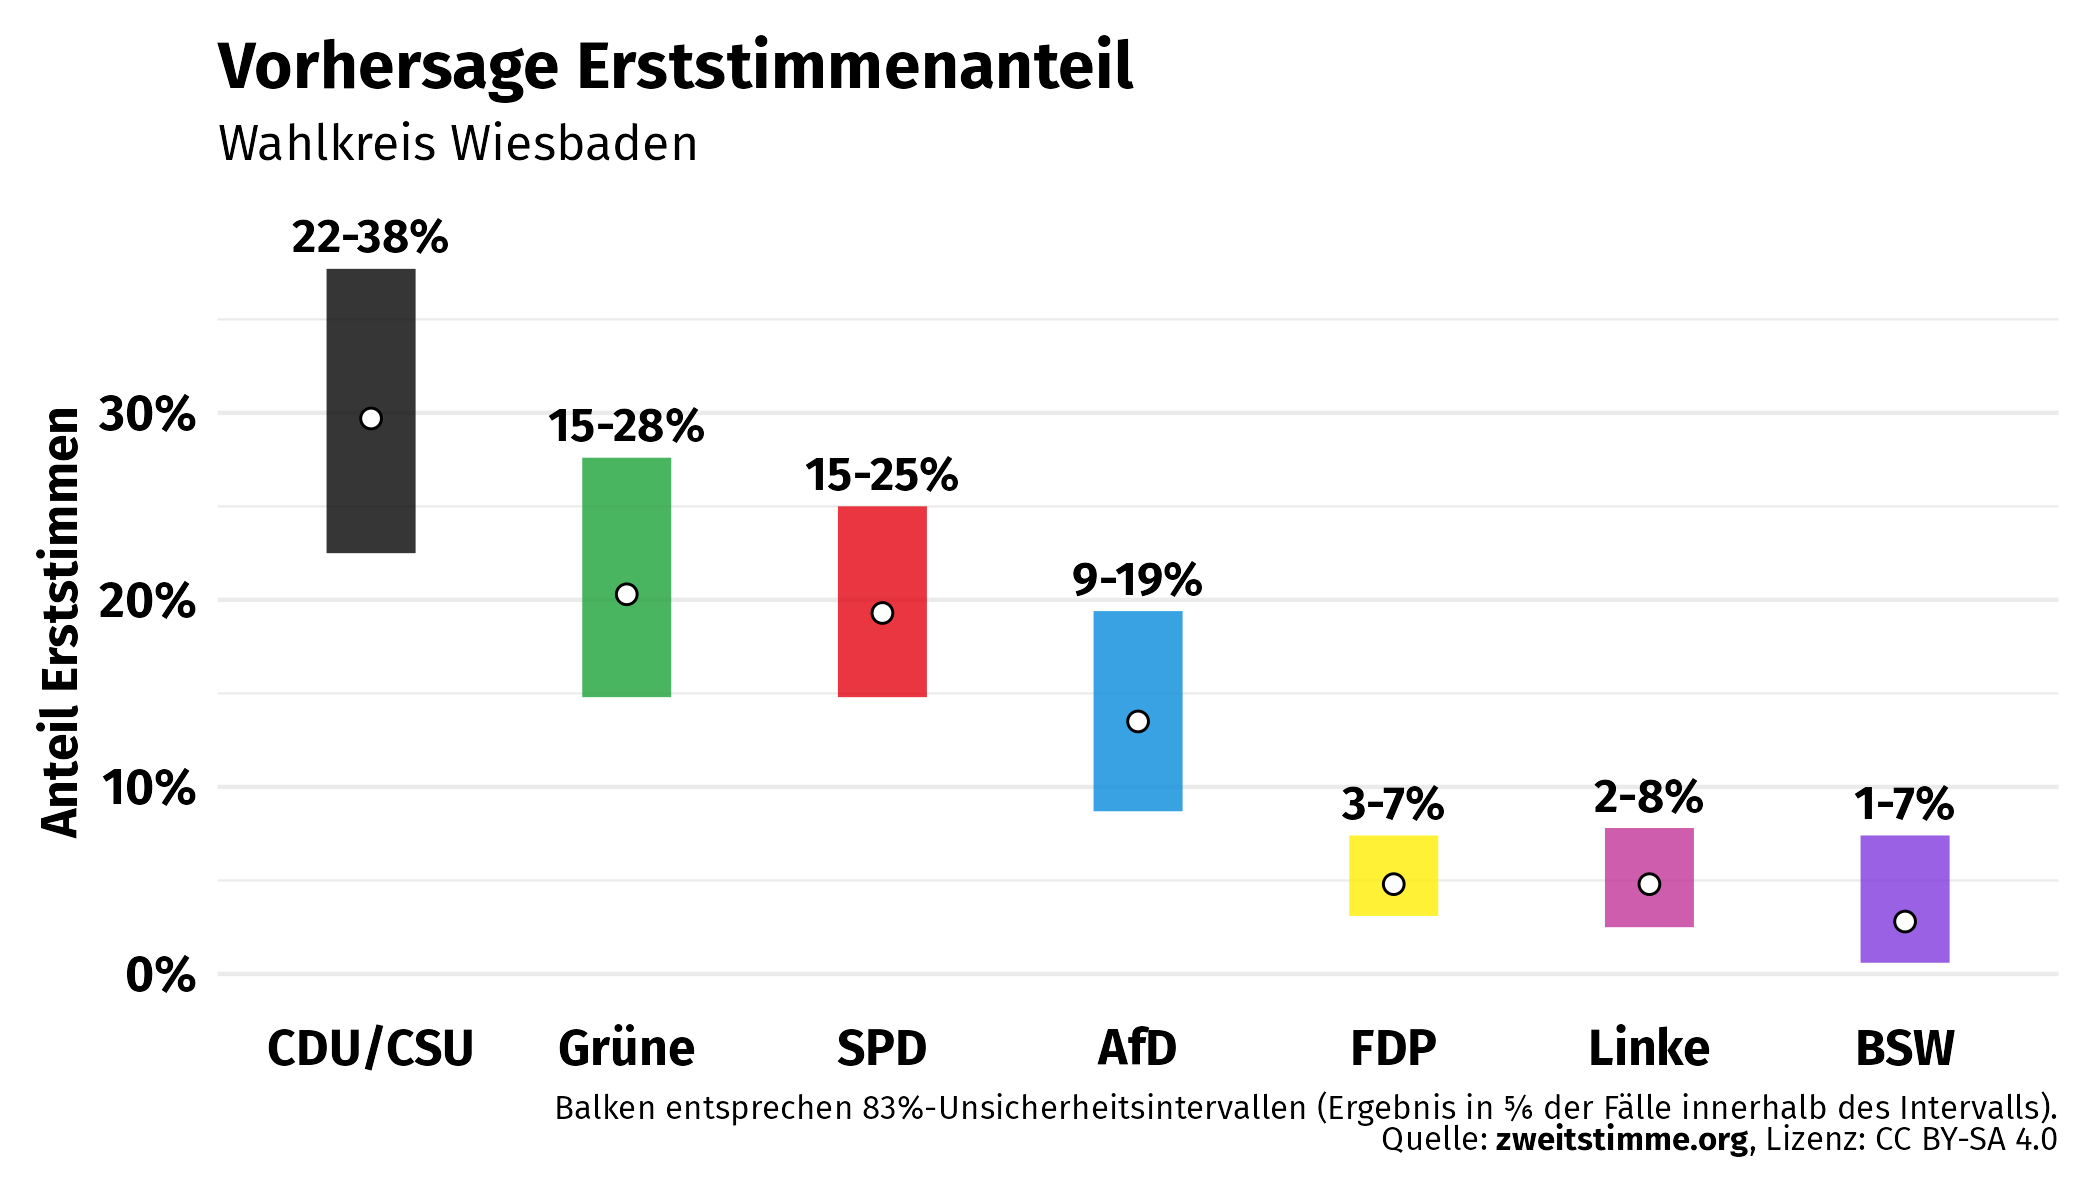 Vorhersage Erststimmenanteil
Wahlkreis Wiesbaden
22-38%
15-28%
15-25%
9-19%
3-7%
2-8%
1-7%
Anteil Erststimmen
30%
20%
10%
0%
CDU/CSU Grüne SPD AfD FDP Linke BSW
Balken entsprechen 83%-Unsicherheitsintervallen (Ergebnis in ⅚ der Fälle innerhalb des Intervalls).
Quelle: zweitstimme.org, Lizenz: CC BY-SA 4.0